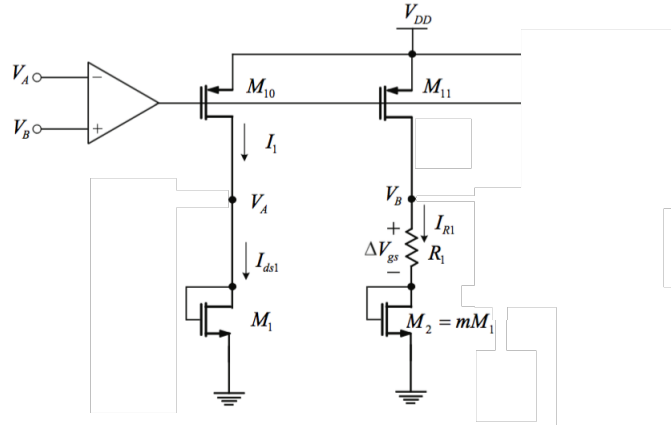 V_DD
V_A
−
M_10
M_11
V_B
+
I_1
V_A
V_B
+
I_R1
ΔV_gs
R_1
−
I_ds1
M_1
M_2 = mM_1